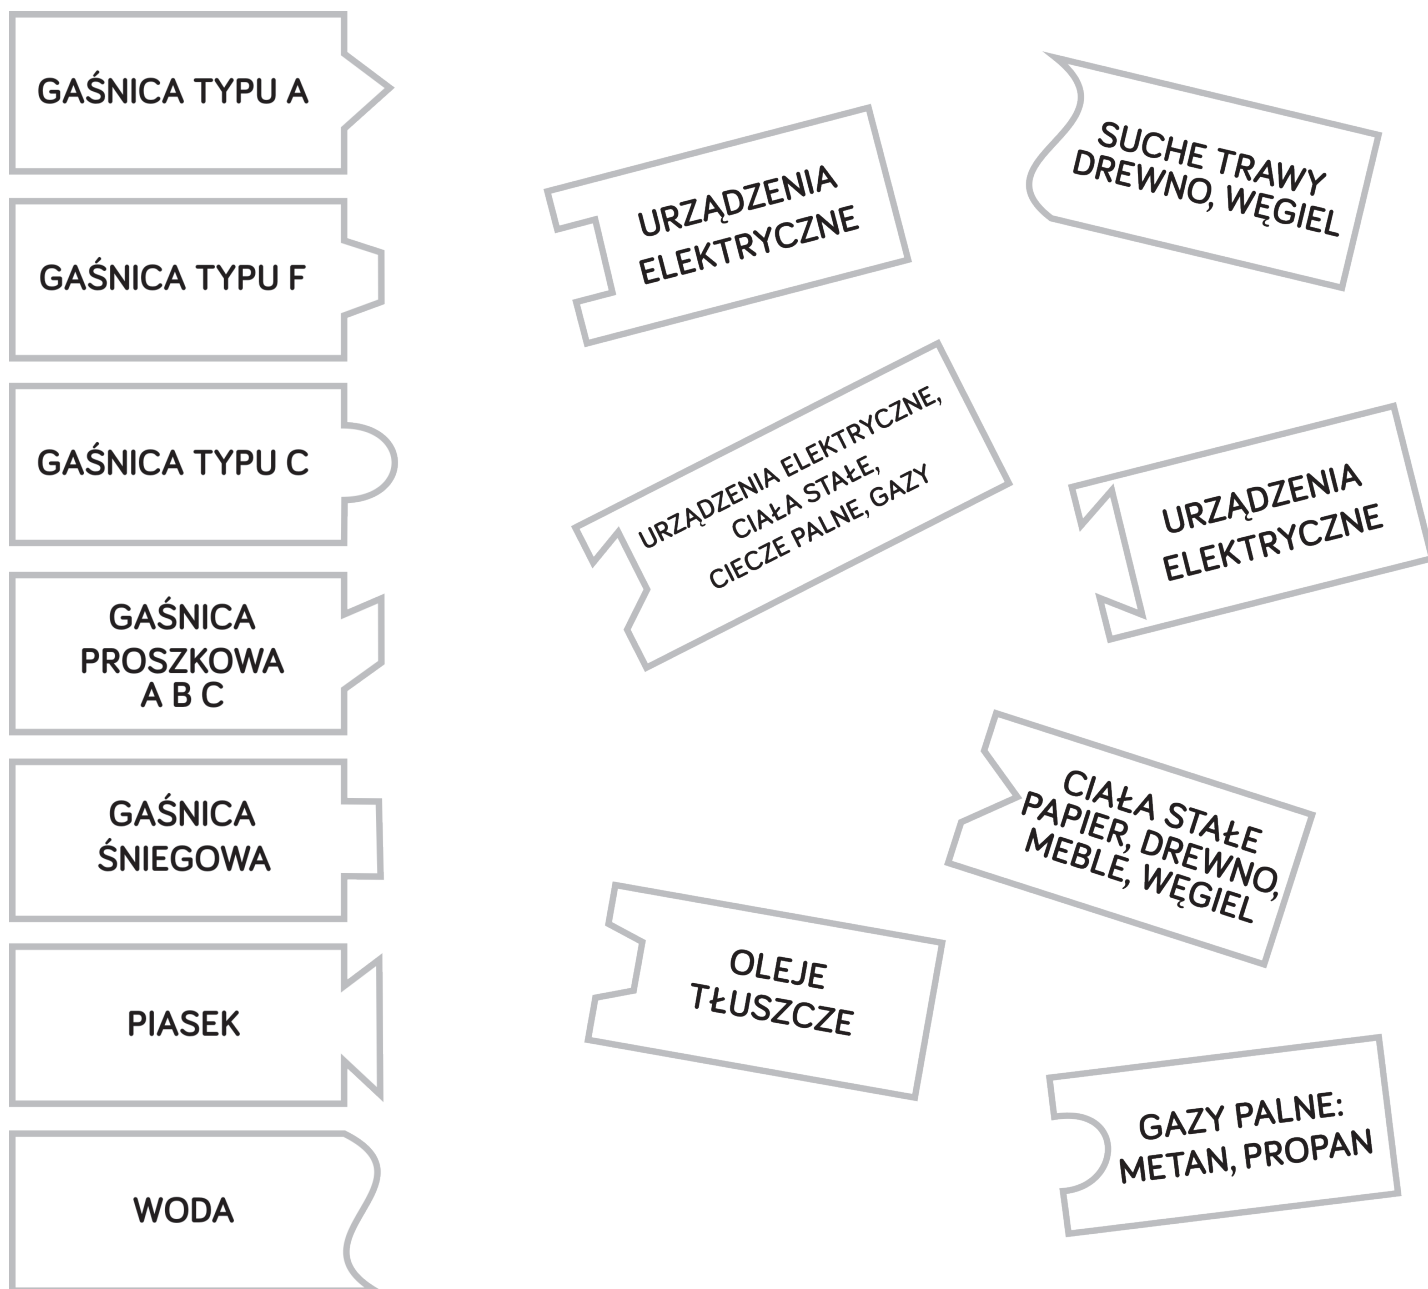 GAŚNICA TYPU A
GAŚNICA TYPU F
GAŚNICA TYPU C
GAŚNICA
PROSZKOWA
A B C
GAŚNICA
ŚNIEGOWA
PIASEK
WODA
URZĄDZENIA
ELEKTRYCZNE
SUCHE TRAWY
DREWNO, WĘGIEL
URZĄDZENIA ELEKTRYCZNE,
CIAŁA STAŁE,
CIECZE PALNE, GAZY
URZĄDZENIA
ELEKTRYCZNE
CIAŁA STAŁE
PAPIER, DREWNO,
MEBLE, WĘGIEL
OLEJE
TŁUSZCZE
GAZY PALNE:
METAN, PROPAN